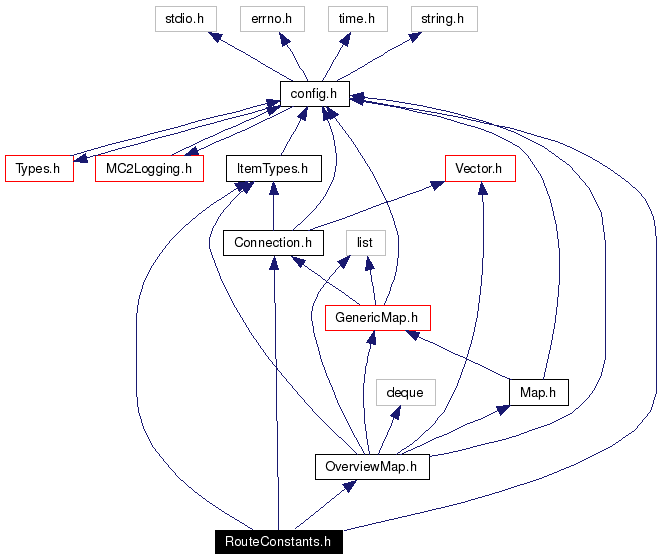 stdio.h
errno.h
time.h
string.h
config.h
Types.h
MC2Logging.h
ItemTypes.h
Vector.h
Connection.h
list
GenericMap.h
deque
Map.h
OverviewMap.h
RouteConstants.h